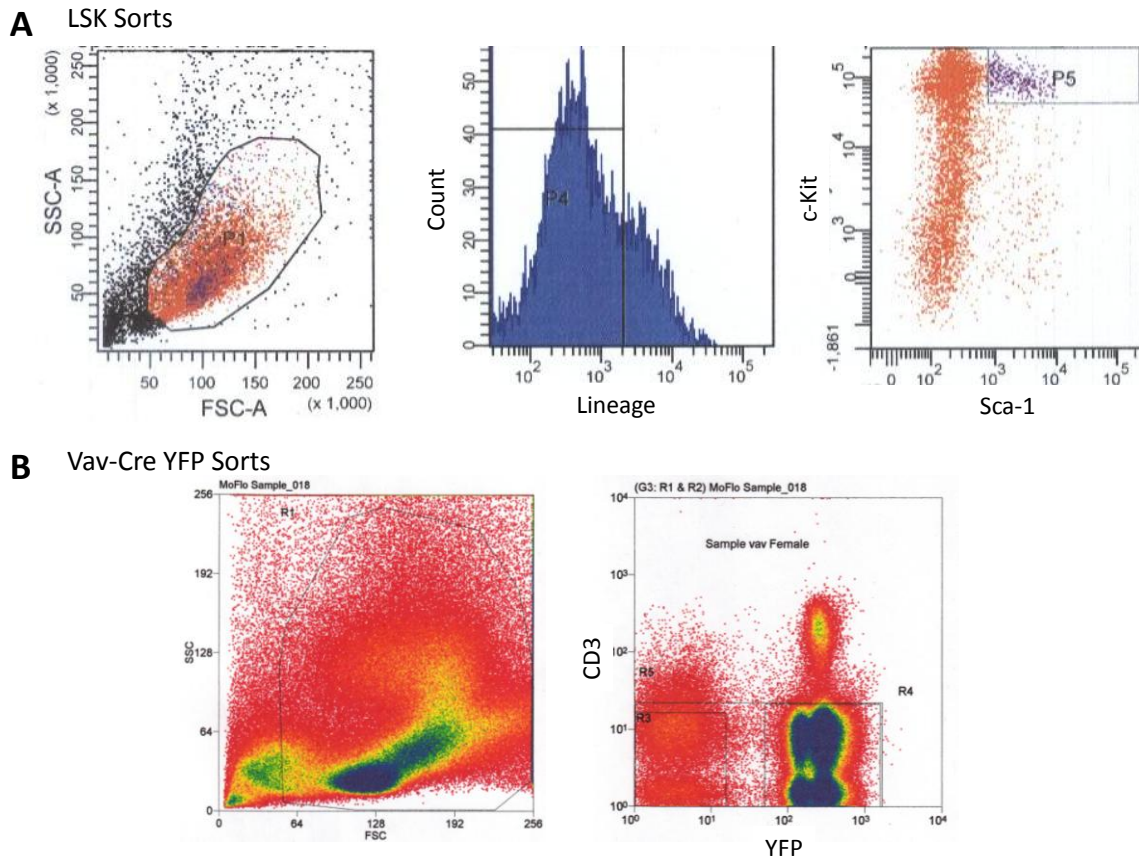 A
LSK Sorts
(x 1,000)
250
200
150
100
50
SSC-A
P1
50 100 150 200 250
FSC-A
(x 1,000)
Count
50
40
30
20
10
0
P4
10² 10³ 10⁴ 10⁵
Lineage
c-Kit
10⁵
10⁴
10³
0
-1,861
P5
0 10² 10³ 10⁴ 10⁵
Sca-1
B
Vav-Cre YFP Sorts
MoFlo Sample_018
256
192
128
64
0
SSC
R1
0 64 128 192 256
FSC
(G3: R1 & R2) MoFlo Sample_018
10⁴
10³
10²
10¹
10⁰
CD3
Sample vav Female
R5
R4
R3
10⁰ 10¹ 10² 10³ 10⁴
YFP